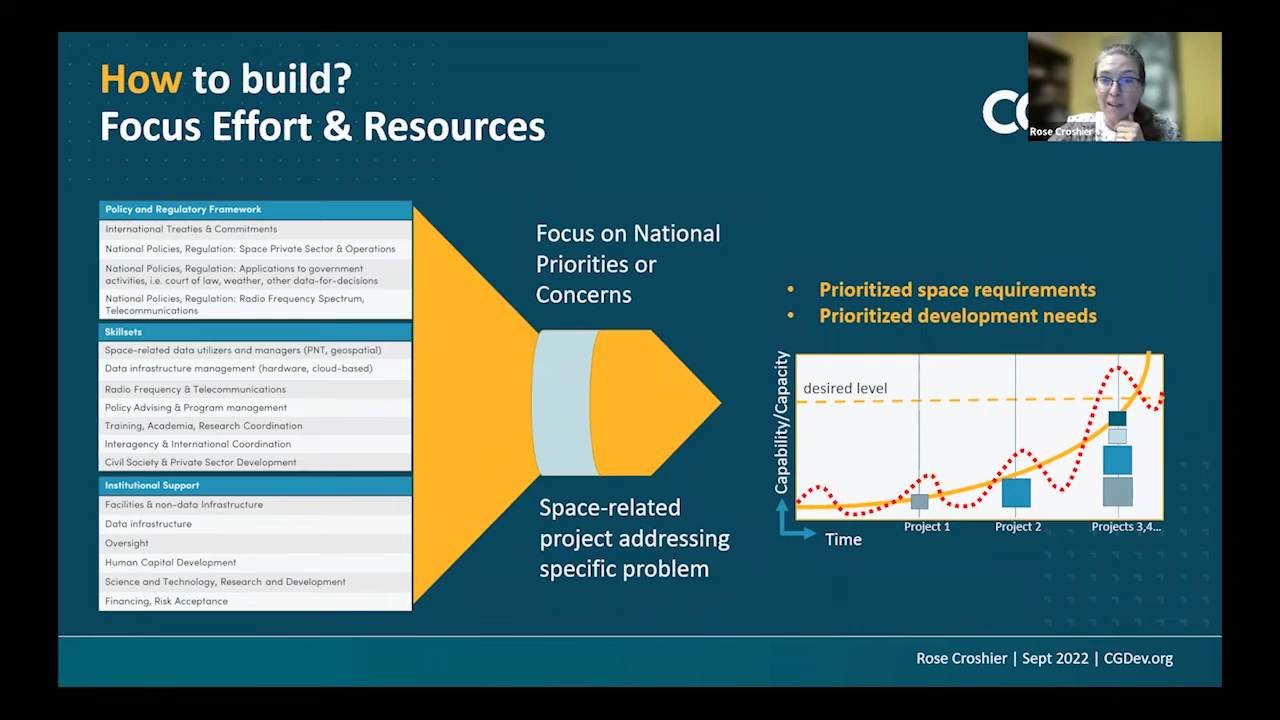 How to build?
Focus Effort & Resources
Rose Croshier
Policy and Regulatory Framework
International Treaties & Commitments
National Policies, Regulation: Space Private Sector & Operations
National Policies, Regulation: Applications to government
activities, i.e. court of law, weather, other data-for-decisions
National Policies, Regulation: Radio Frequency Spectrum,
Telecommunications
Skillsets
Space-related data utilizers and managers (PNT, geospatial)
Data infrastructure management (hardware, cloud-based)
Radio Frequency & Telecommunications
Policy Advising & Program management
Training, Academia, Research Coordination
Interagency & International Coordination
Civil Society & Private Sector Development
Institutional Support
Facilities & non-data Infrastructure
Data infrastructure
Oversight
Human Capital Development
Science and Technology, Research and Development
Financing, Risk Acceptance
Focus on National
Priorities or
Concerns
Space-related
project addressing
specific problem
• Prioritized space requirements
• Prioritized development needs
desired level
Capability/Capacity
Project 1
Project 2
Projects 3,4...
Time
Rose Croshier | Sept 2022 | CGDev.org